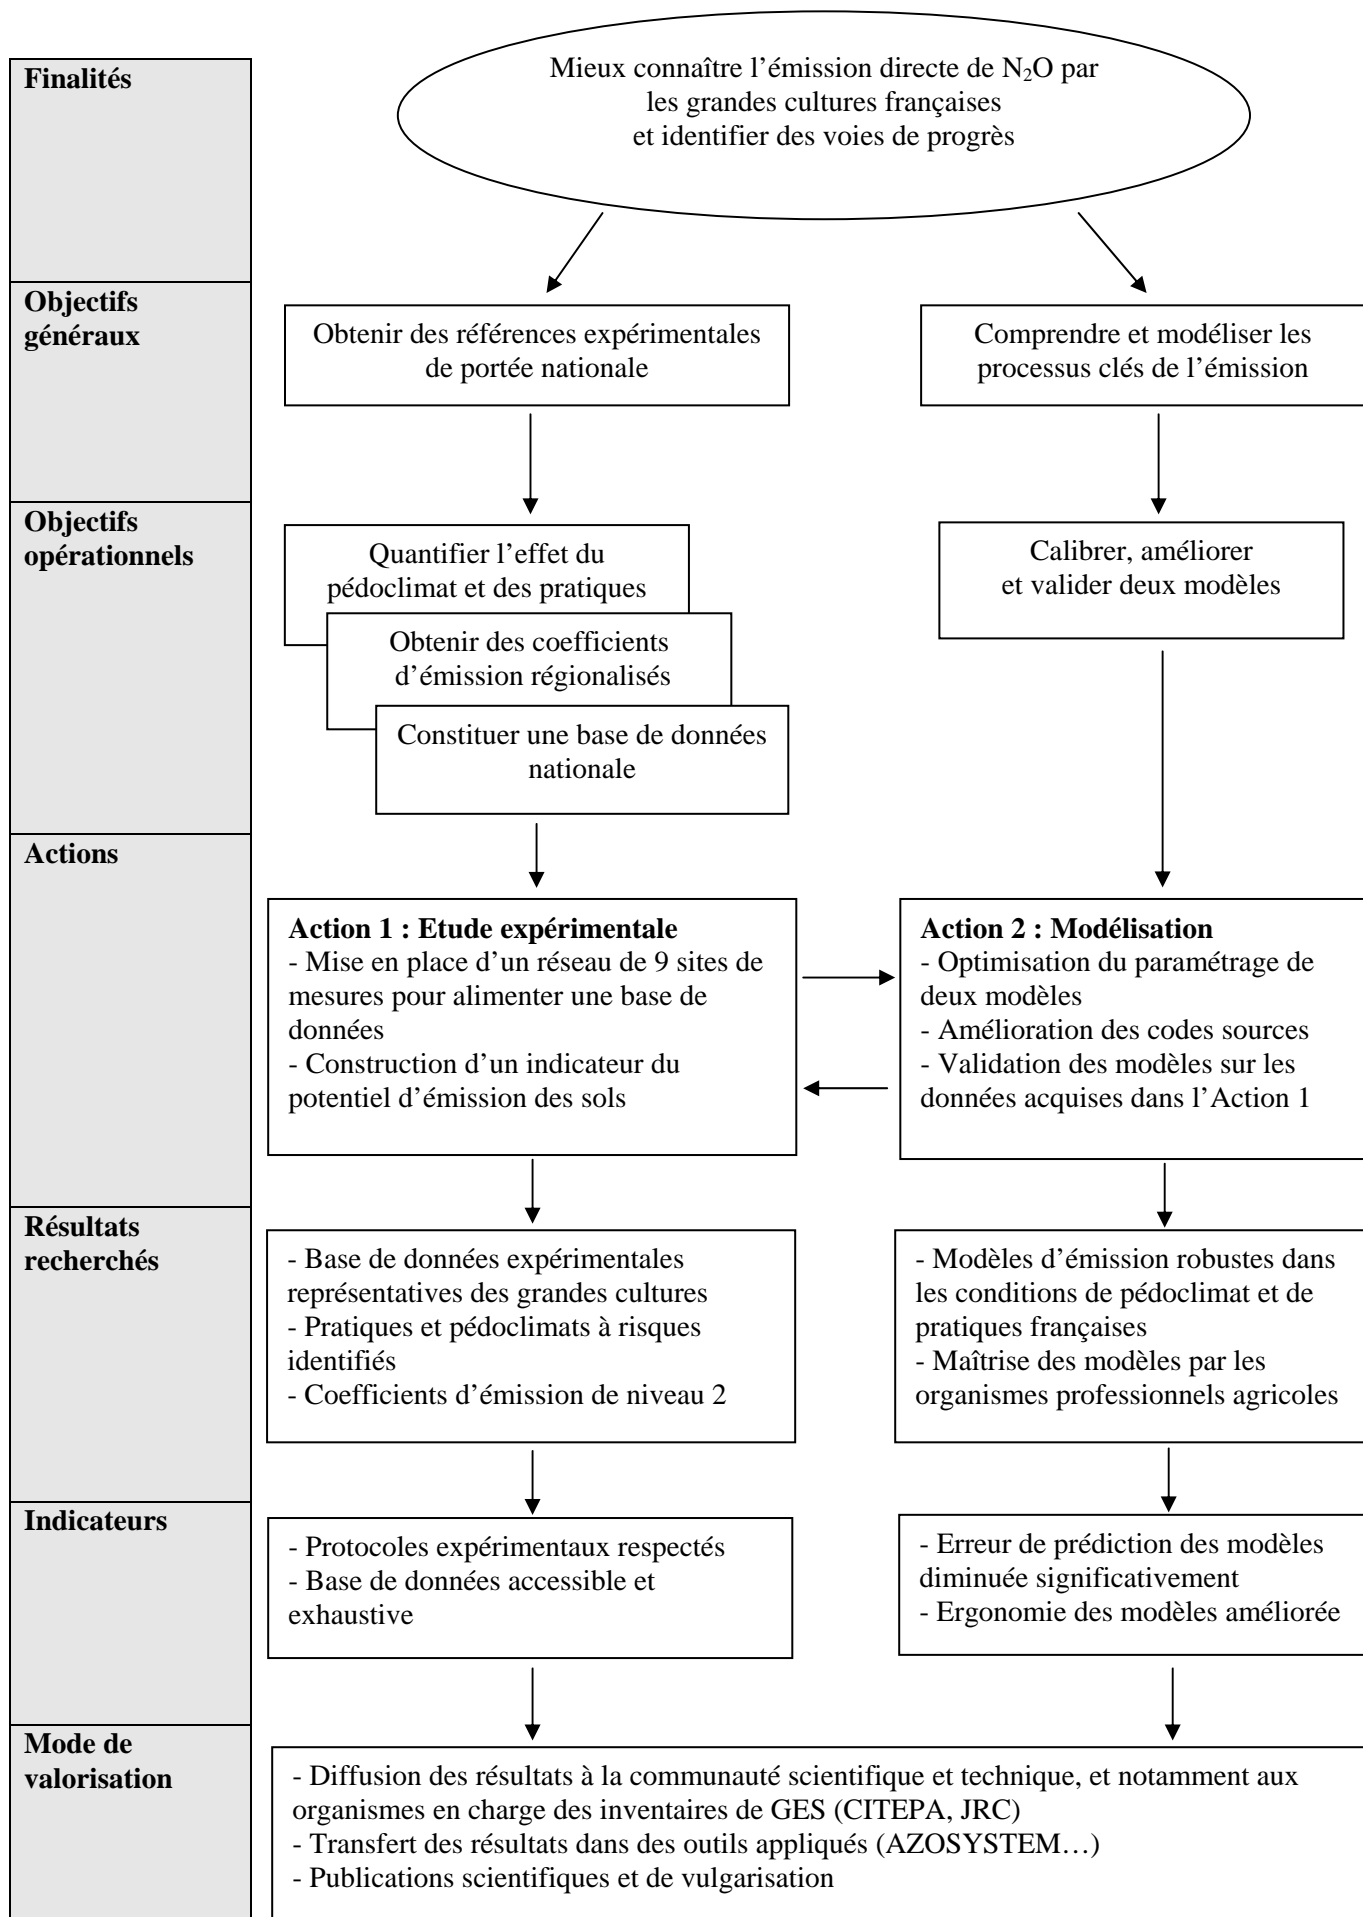 Finalités
Mieux connaître l’émission directe de N₂O par
les grandes cultures françaises
et identifier des voies de progrès
Objectifs
généraux
Obtenir des références expérimentales
de portée nationale
Comprendre et modéliser les
processus clés de l’émission
Objectifs
opérationnels
Quantifier l’effet du
pédoclimat et des pratiques
Obtenir des coefficients
d’émission régionalisés
Constituer une base de données
nationale
Calibrer, améliorer
et valider deux modèles
Actions
Action 1 : Etude expérimentale
- Mise en place d’un réseau de 9 sites de
mesures pour alimenter une base de
données
- Construction d’un indicateur du
potentiel d’émission des sols
Action 2 : Modélisation
- Optimisation du paramétrage de
deux modèles
- Amélioration des codes sources
- Validation des modèles sur les
données acquises dans l’Action 1
Résultats
recherchés
- Base de données expérimentales
représentatives des grandes cultures
- Pratiques et pédoclimats à risques
identifiés
- Coefficients d’émission de niveau 2
- Modèles d’émission robustes dans
les conditions de pédoclimat et de
pratiques françaises
- Maîtrise des modèles par les
organismes professionnels agricoles
Indicateurs
- Protocoles expérimentaux respectés
- Base de données accessible et
exhaustive
- Erreur de prédiction des modèles
diminuée significativement
- Ergonomie des modèles améliorée
Mode de
valorisation
- Diffusion des résultats à la communauté scientifique et technique, et notamment aux
organismes en charge des inventaires de GES (CITEPA, JRC)
- Transfert des résultats dans des outils appliqués (AZOSYSTEM…)
- Publications scientifiques et de vulgarisation